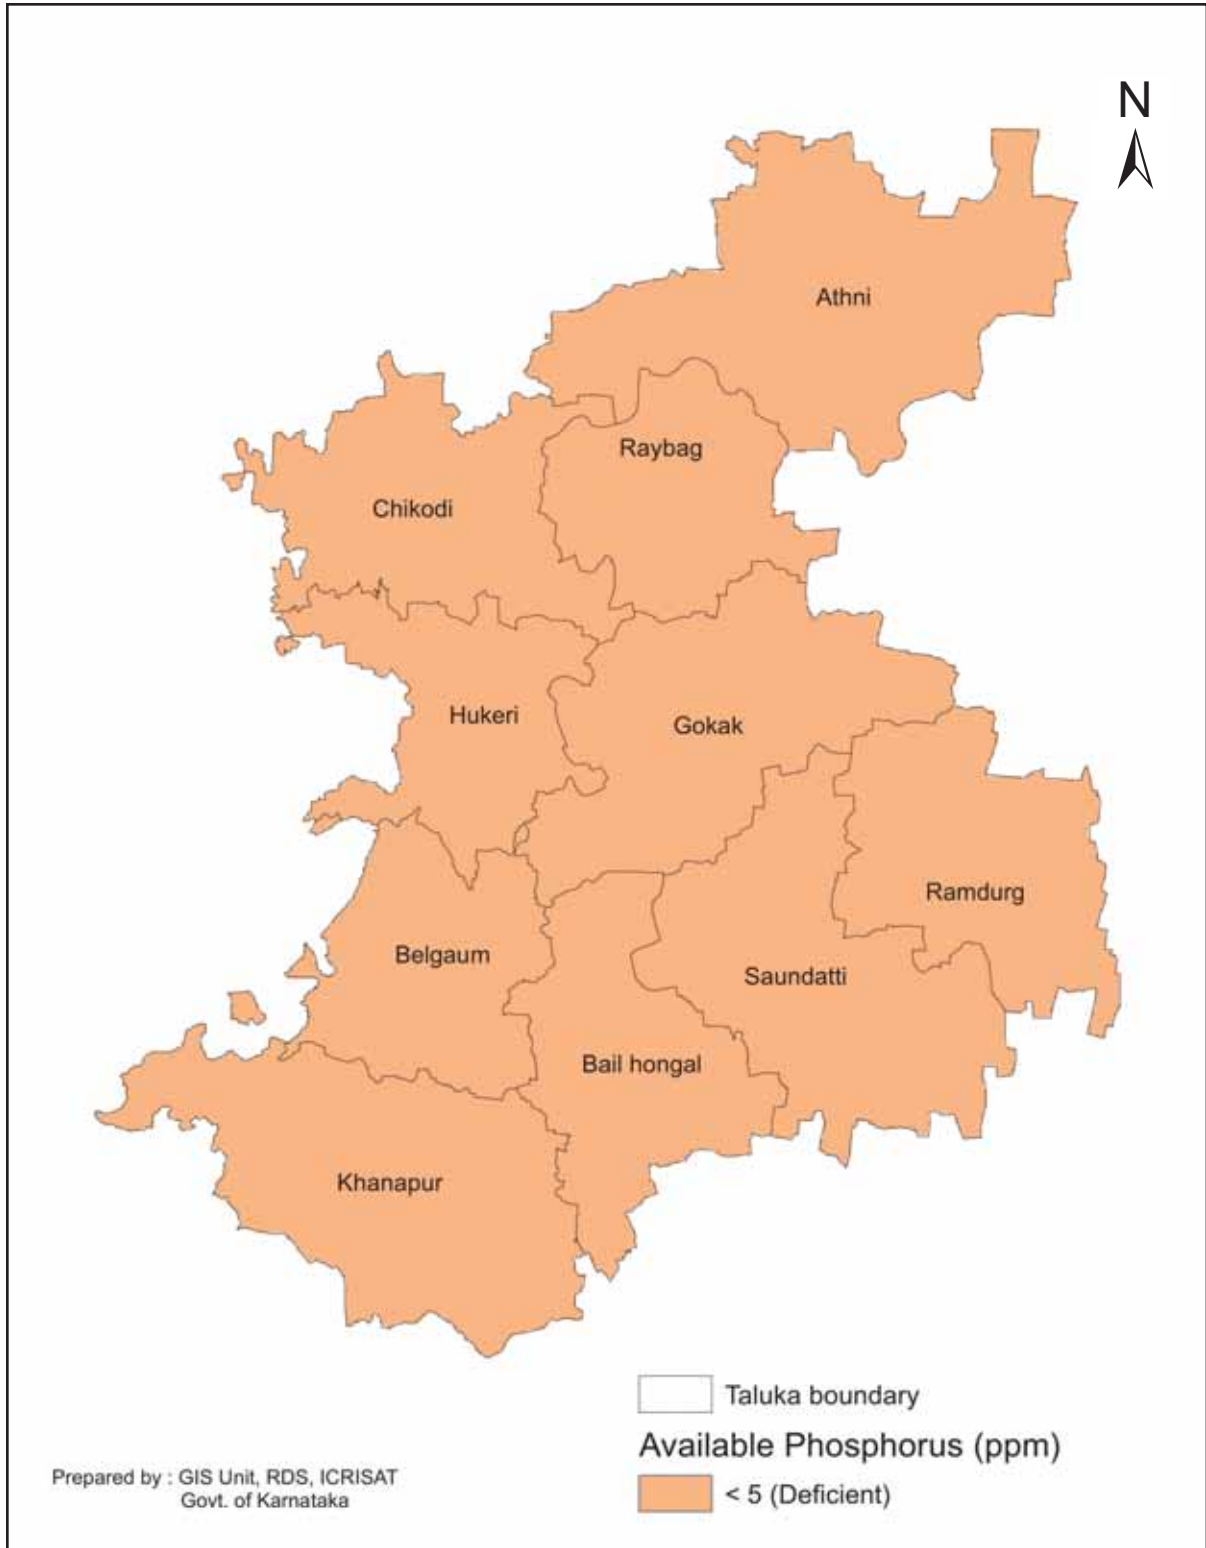 N
Athni
Raybag
Chikodi
Hukeri
Gokak
Ramdurg
Belgaum
Saundatti
Bail hongal
Khanapur
Taluka boundary
Available Phosphorus (ppm)
< 5 (Deficient)
Prepared by : GIS Unit, RDS, ICRISAT
Govt. of Karnataka